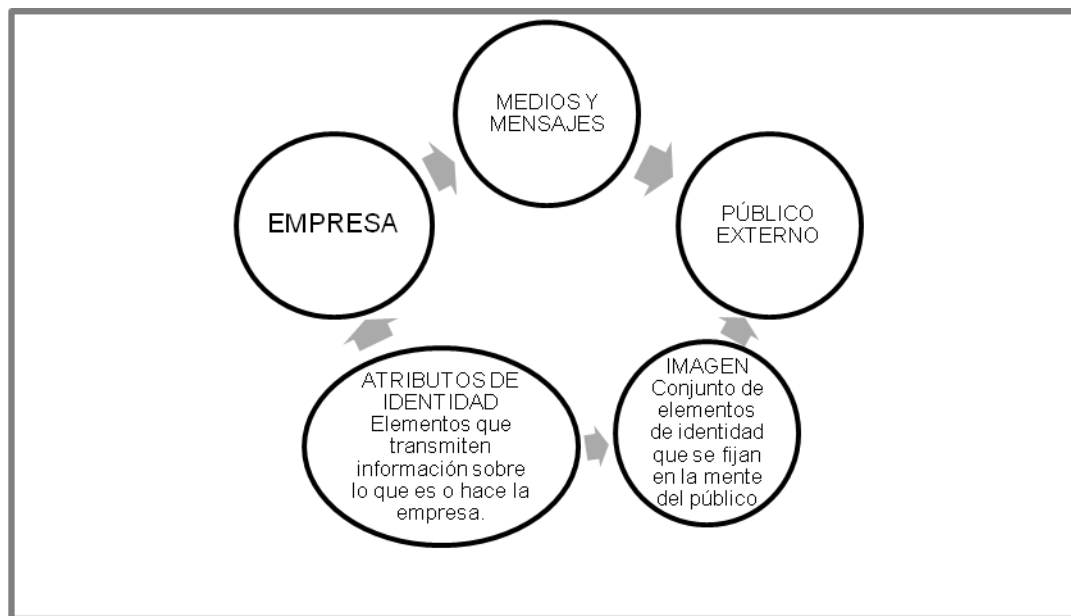 MEDIOS Y
MENSAJES
EMPRESA
PÚBLICO
EXTERNO
ATRIBUTOS DE
IDENTIDAD
Elementos que
transmiten
información sobre
lo que es o hace la
empresa.
IMAGEN
Conjunto de
elementos
de identidad
que se fijan
en la mente
del público